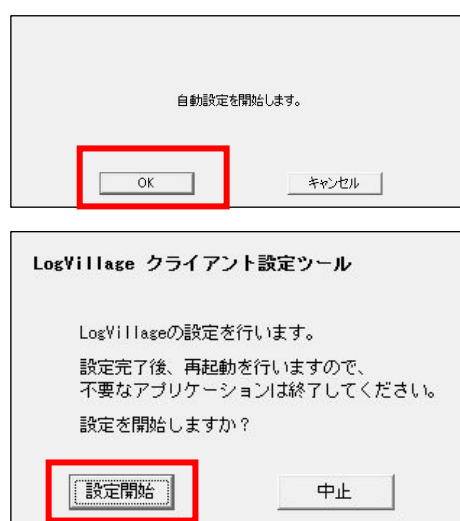 自動設定を開始します。
OK
キャンセル
LogVillage クライアント設定ツール
LogVillageの設定を行います。
設定完了後、再起動を行いますので、
不要なアプリケーションは終了してください。
設定を開始しますか？
設定開始
中止